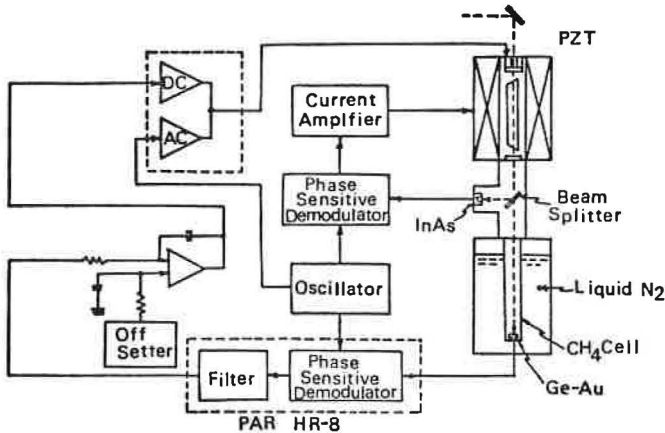 PZT
DC
AC
Current
Amplfier
Phase
Sensitive
Demodulator
InAs
Beam
Splitter
Oscillator
Liquid N2
Off
Setter
Filter
Phase
Sensitive
Demodulator
CH4Cell
Ge-Au
PAR HR-8